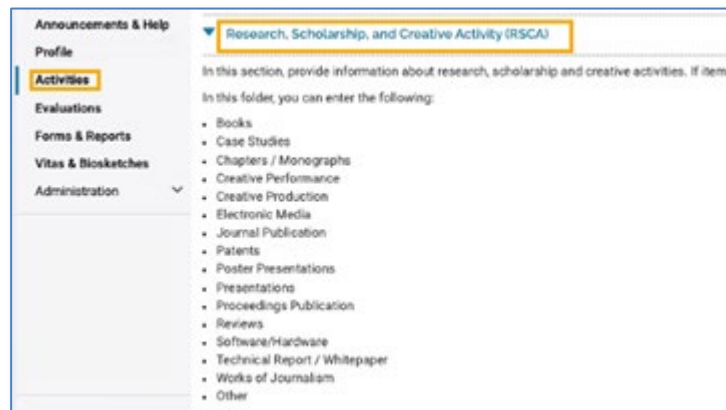 Announcements & Help
Profile
Activities
Evaluations
Forms & Reports
Vitas & Biosketches
Administration
Research, Scholarship, and Creative Activity (RSCA)
In this section, provide information about research, scholarship and creative activities. If item
In this folder, you can enter the following:
• Books
• Case Studies
• Chapters / Monographs
• Creative Performance
• Creative Production
• Electronic Media
• Journal Publication
• Patents
• Poster Presentations
• Presentations
• Proceedings Publication
• Reviews
• Software/Hardware
• Technical Report / Whitepaper
• Works of Journalism
• Other